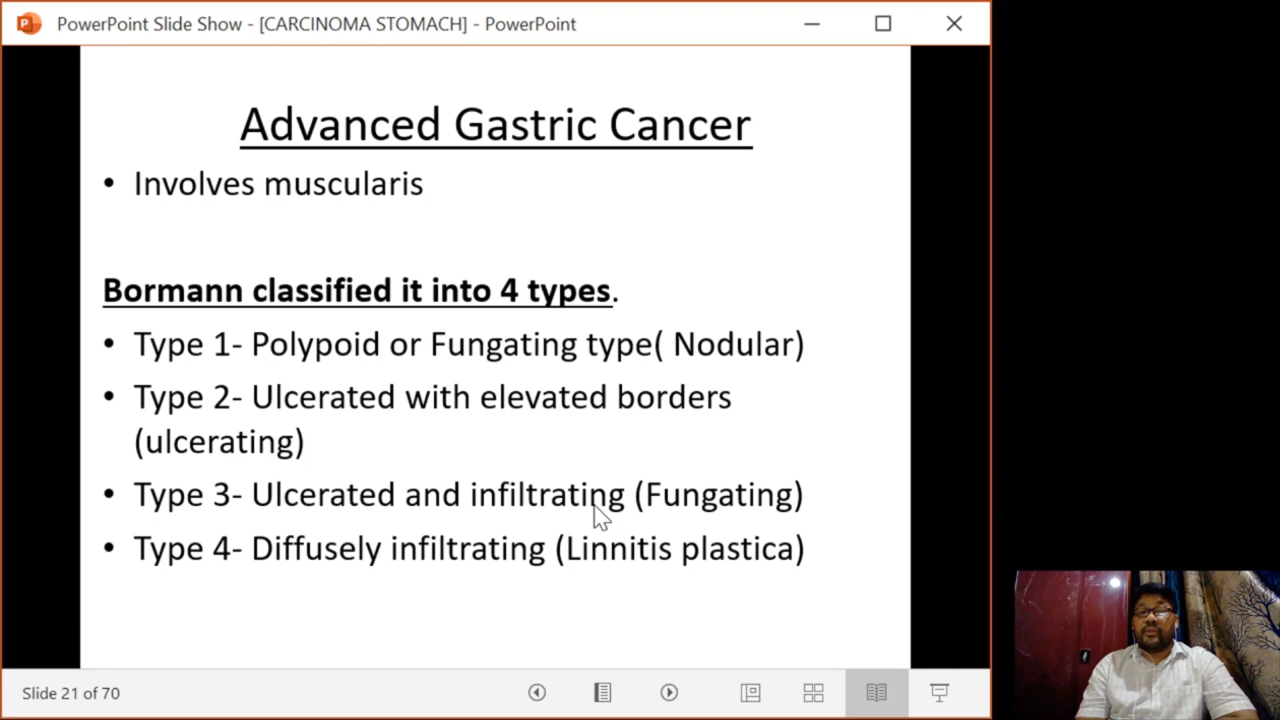 PowerPoint Slide Show - [CARCINOMA STOMACH] - PowerPoint
Advanced Gastric Cancer
• Involves muscularis
Bormann classified it into 4 types.
• Type 1- Polypoid or Fungating type( Nodular)
• Type 2- Ulcerated with elevated borders
(ulcerating)
• Type 3- Ulcerated and infiltrating (Fungating)
• Type 4- Diffusely infiltrating (Linnitis plastica)
Slide 21 of 70